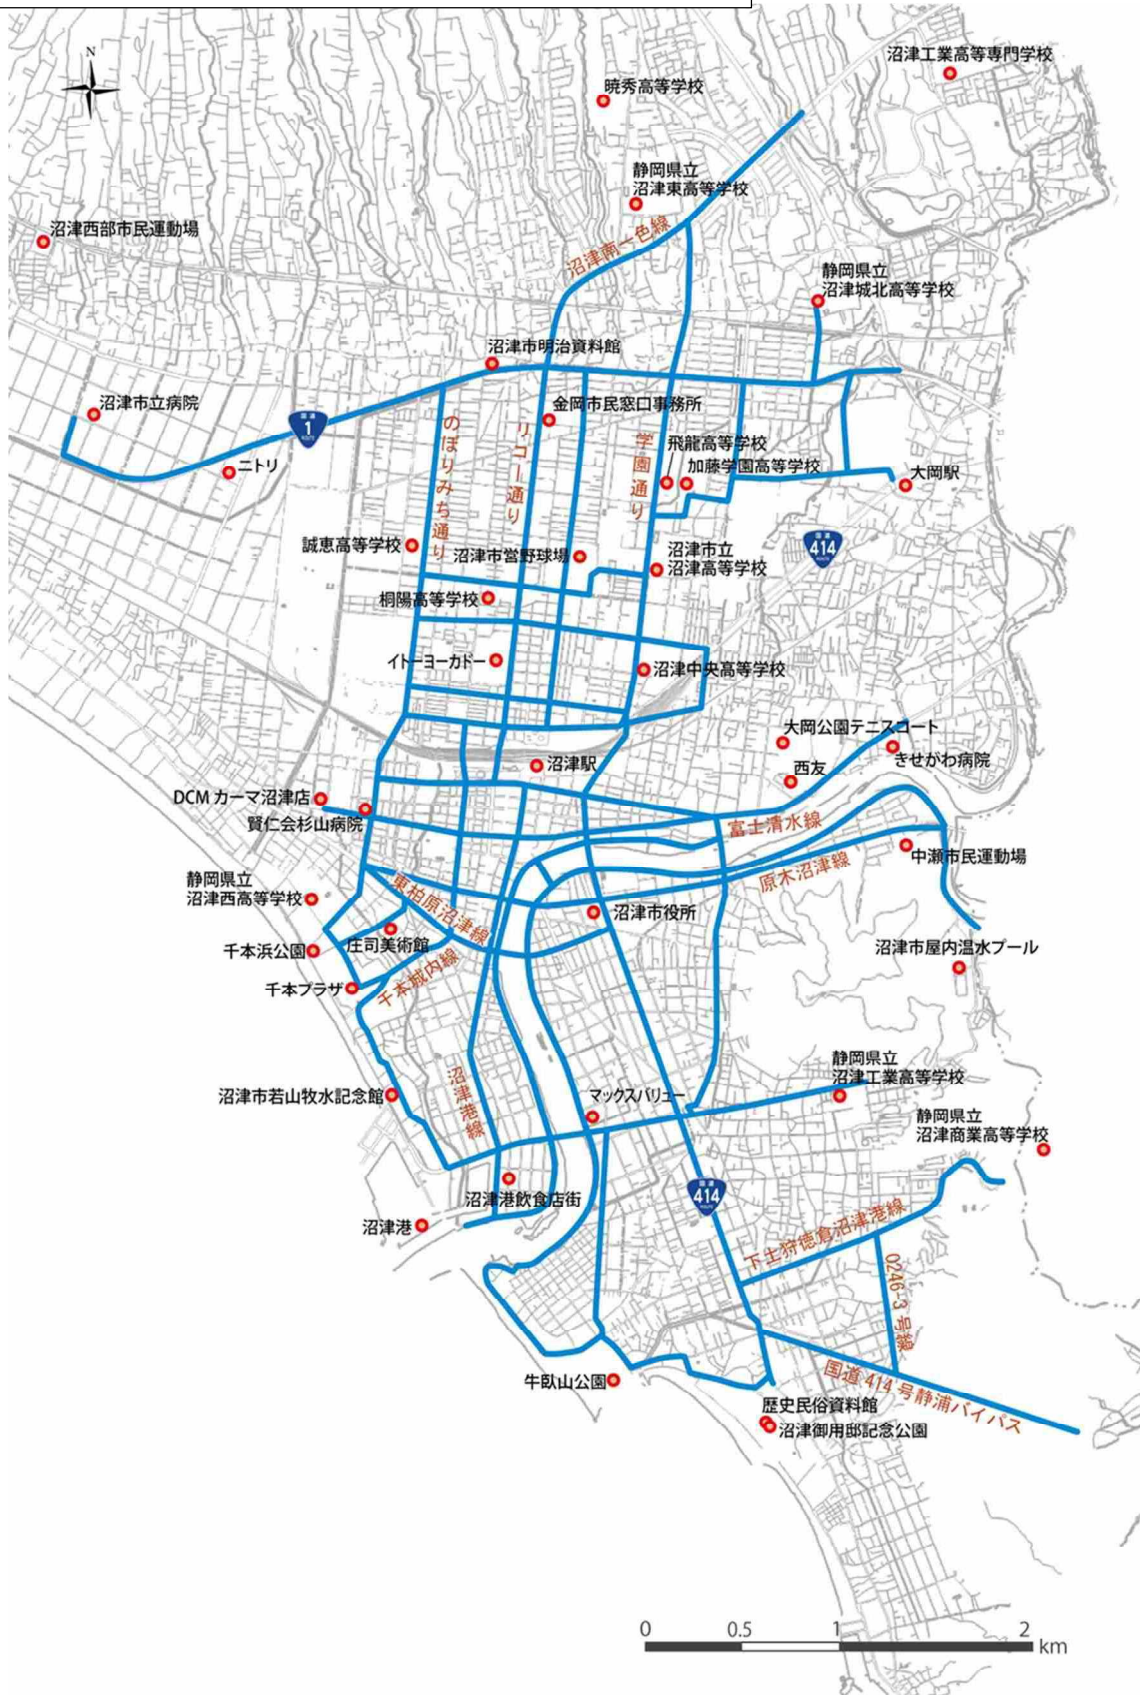 N
沼津工業高等専門学校
暁秀高等学校
静岡県立
沼津東高等学校
沼津西部市民運動場
沼津南一色線
静岡県立
沼津城北高等学校
沼津市明治資料館
沼津市立病院
国道
1
ROUTE
のぼりみち通り
リコー通り
金岡市民窓口事務所
学園通り
飛龍高等学校
加藤学園高等学校
ニトリ
大岡駅
誠恵高等学校
沼津市営野球場
沼津市立
沼津高等学校
国道
414
ROUTE
桐陽高等学校
イトーヨーカドー
沼津中央高等学校
大岡公園テニスコート
きせがわ病院
沼津駅
西友
DCM カーマ沼津店
賢仁会杉山病院
富士清水線
原木沼津線
中瀬市民運動場
静岡県立
沼津西高等学校
東柏原沼津線
沼津市役所
庄司美術館
千本浜公園
沼津市屋内温水プール
千本プラザ
千本城内線
静岡県立
沼津工業高等学校
沼津市若山牧水記念館
沼津港線
マックスバリュー
静岡県立
沼津商業高等学校
沼津港飲食店街
国道
414
ROUTE
沼津港
下土狩徳倉沼津港線
0246-3 号線
牛臥山公園
国道 414 号静浦バイパス
歴史民俗資料館
沼津御用邸記念公園
0 0.5 1 2
km